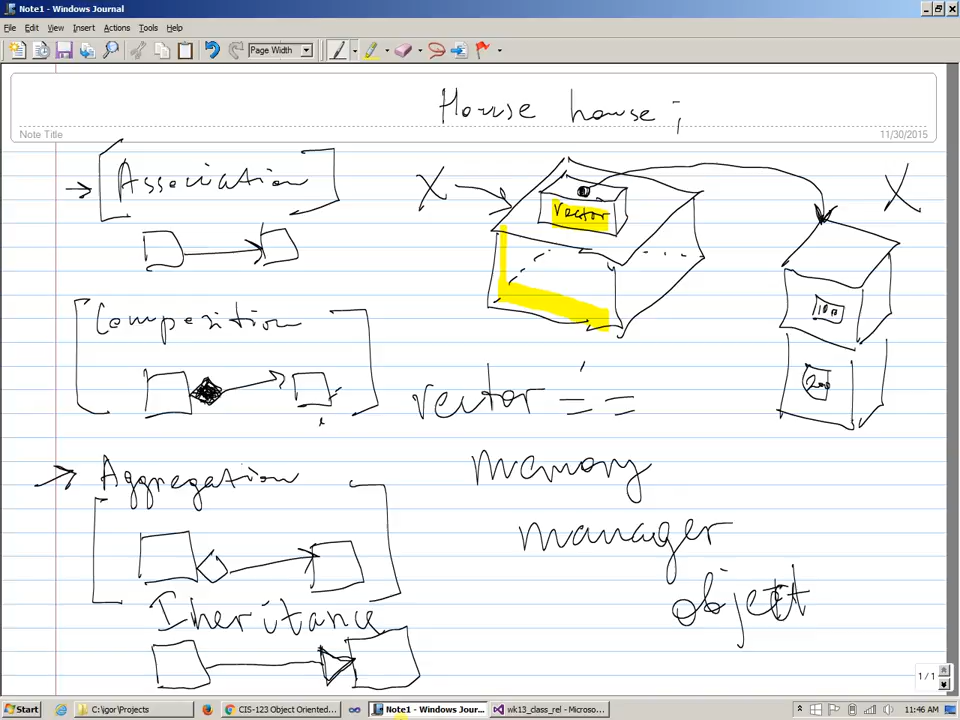 Note1 - Windows Journal
File Edit View Insert Actions Tools Help
Page Width
House house;
Note Title
11/30/2015
Association
X
vector
X
100
Composition
200
vector ==
Aggregation
memory
manager
object
Inheritance
1/1
Start
C:\igor\Projects
CIS-123 Object Oriented...
Note1 - Windows Jour...
wk13_class_rel - Microso...
11:46 AM